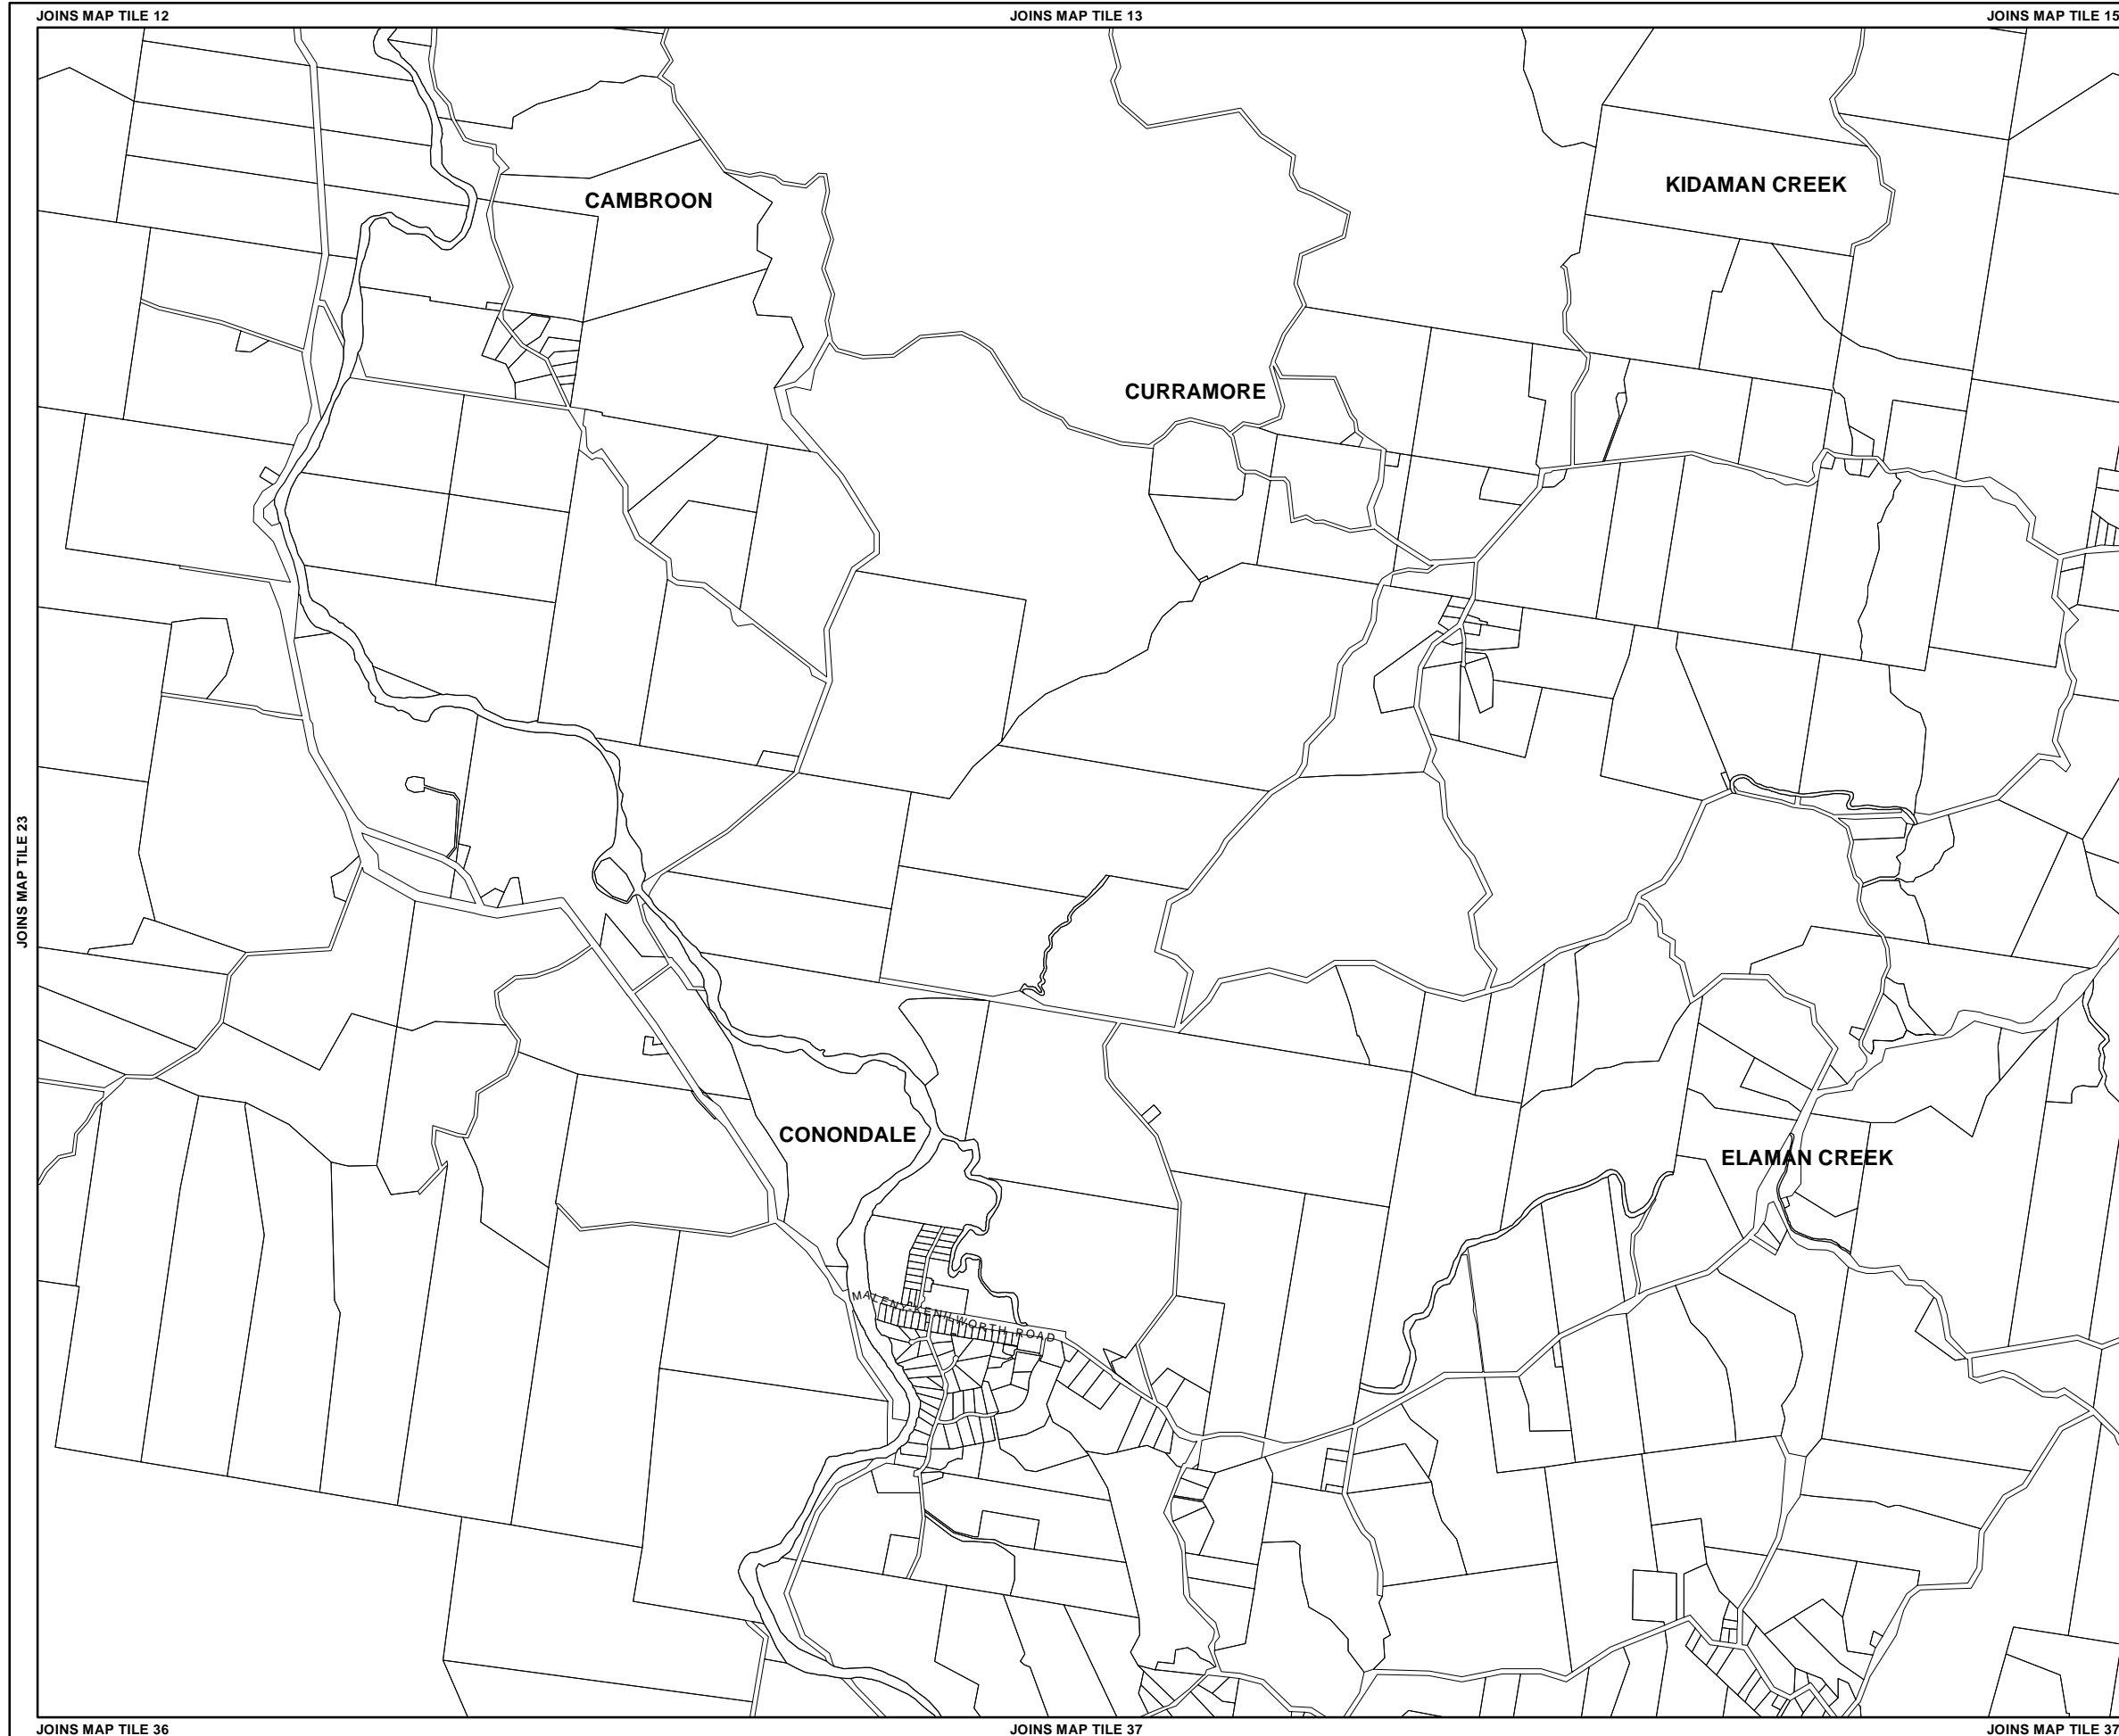 JOINS MAP TILE 12
JOINS MAP TILE 13
JOINS MAP TILE 15
KIDAMAN CREEK
CAMBROON
CURRAMORE
JOINS MAP TILE 23
CONONDALE
ELAMAN CREEK
MALENY-KENILWORTH ROAD
JOINS MAP TILE 36
JOINS MAP TILE 37
JOINS MAP TILE 37